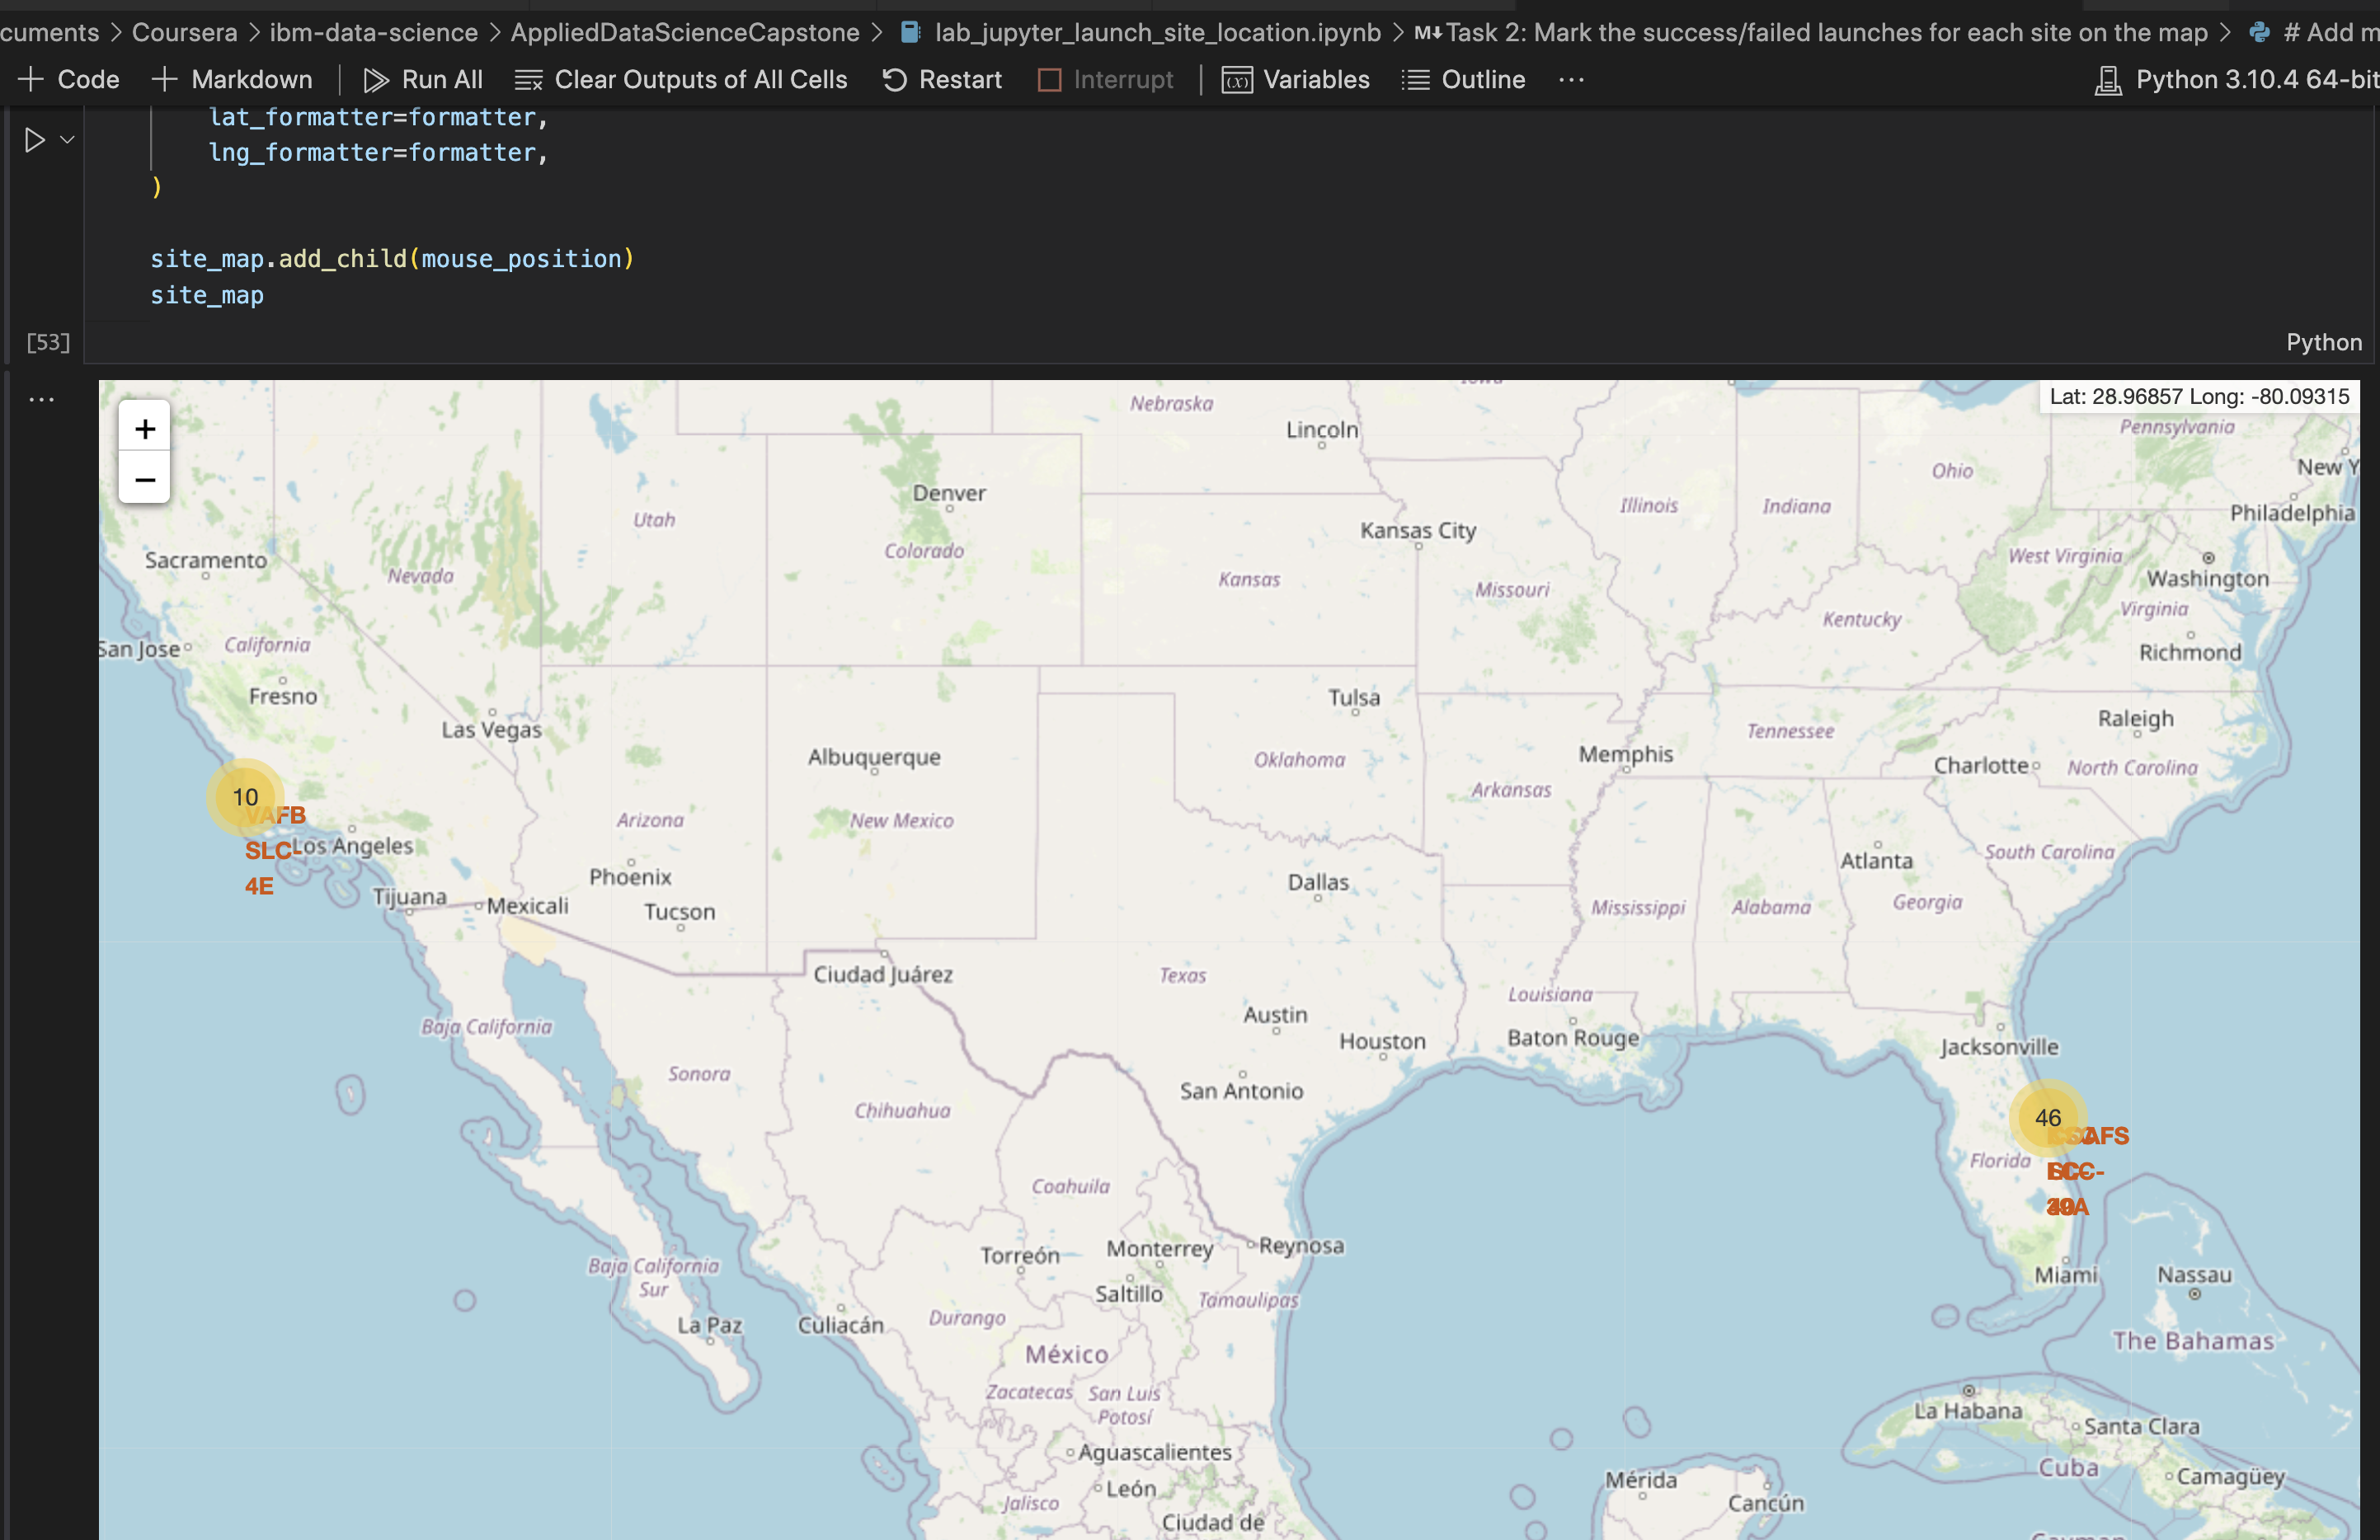 cuments > Coursera > ibm-data-science > AppliedDataScienceCapstone > lab_jupyter_launch_site_location.ipynb > M↓Task 2: Mark the success/failed launches for each site on the map > # Add m
+ Code + Markdown | Run All Clear Outputs of All Cells Restart Interrupt | (x) Variables Outline ··· Python 3.10.4 64-bit
lat_formatter=formatter,
lng_formatter=formatter,
)
site_map.add_child(mouse_position)
site_map
[53]
Python
...
+
−
Lat: 28.96857 Long: -80.09315
Nebraska
Lincoln
Pennsylvania
New Y
Ohio
Denver
Illinois
Indiana
Philadelphia
Utah
Kansas City
Colorado
Sacramento
Nevada
Kansas
Missouri
West Virginia
Washington
Virginia
Kentucky
San Jose
California
Richmond
Fresno
Tulsa
Las Vegas
Raleigh
Tennessee
Albuquerque
Oklahoma
Memphis
Charlotte
North Carolina
10
VAFB
SLC-
4E
Los Angeles
Arizona
New Mexico
Arkansas
Atlanta
South Carolina
Phoenix
Dallas
Tijuana
Mexicali
Tucson
Mississippi
Alabama
Georgia
Ciudad Juárez
Texas
Louisiana
Baja California
Austin
Houston
Baton Rouge
Jacksonville
Sonora
San Antonio
Chihuahua
46
Florida
Coahuila
Torreón
Monterrey
Reynosa
Baja California
Sur
Saltillo
Tamaulipas
Miami
Nassau
La Paz
Culiacán
Durango
México
The Bahamas
Zacatecas
San Luis
Potosí
La Habana
Santa Clara
Aguascalientes
Cuba
Camagüey
León
Mérida
Cancún
Jalisco
Ciudad de